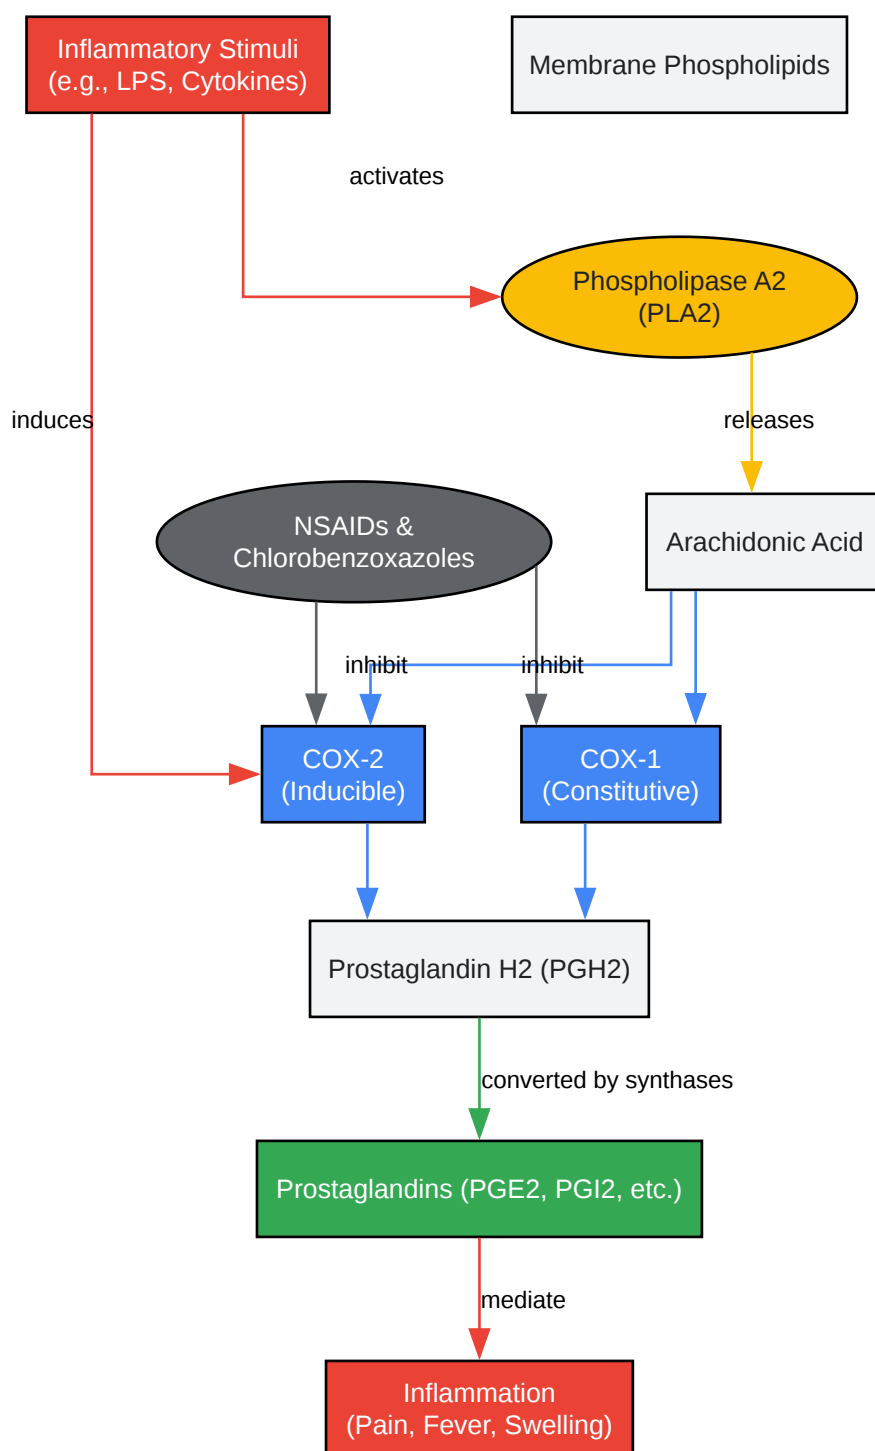 Inflammatory Stimuli
(e.g., LPS, Cytokines)
Membrane Phospholipids
activates
Phospholipase A2
(PLA2)
induces
releases
NSAIDs &
Chlorobenzoxazoles
Arachidonic Acid
inhibit
inhibit
COX-2
(Inducible)
COX-1
(Constitutive)
Prostaglandin H2 (PGH2)
converted by synthases
Prostaglandins (PGE2, PGI2, etc.)
mediate
Inflammation
(Pain, Fever, Swelling)